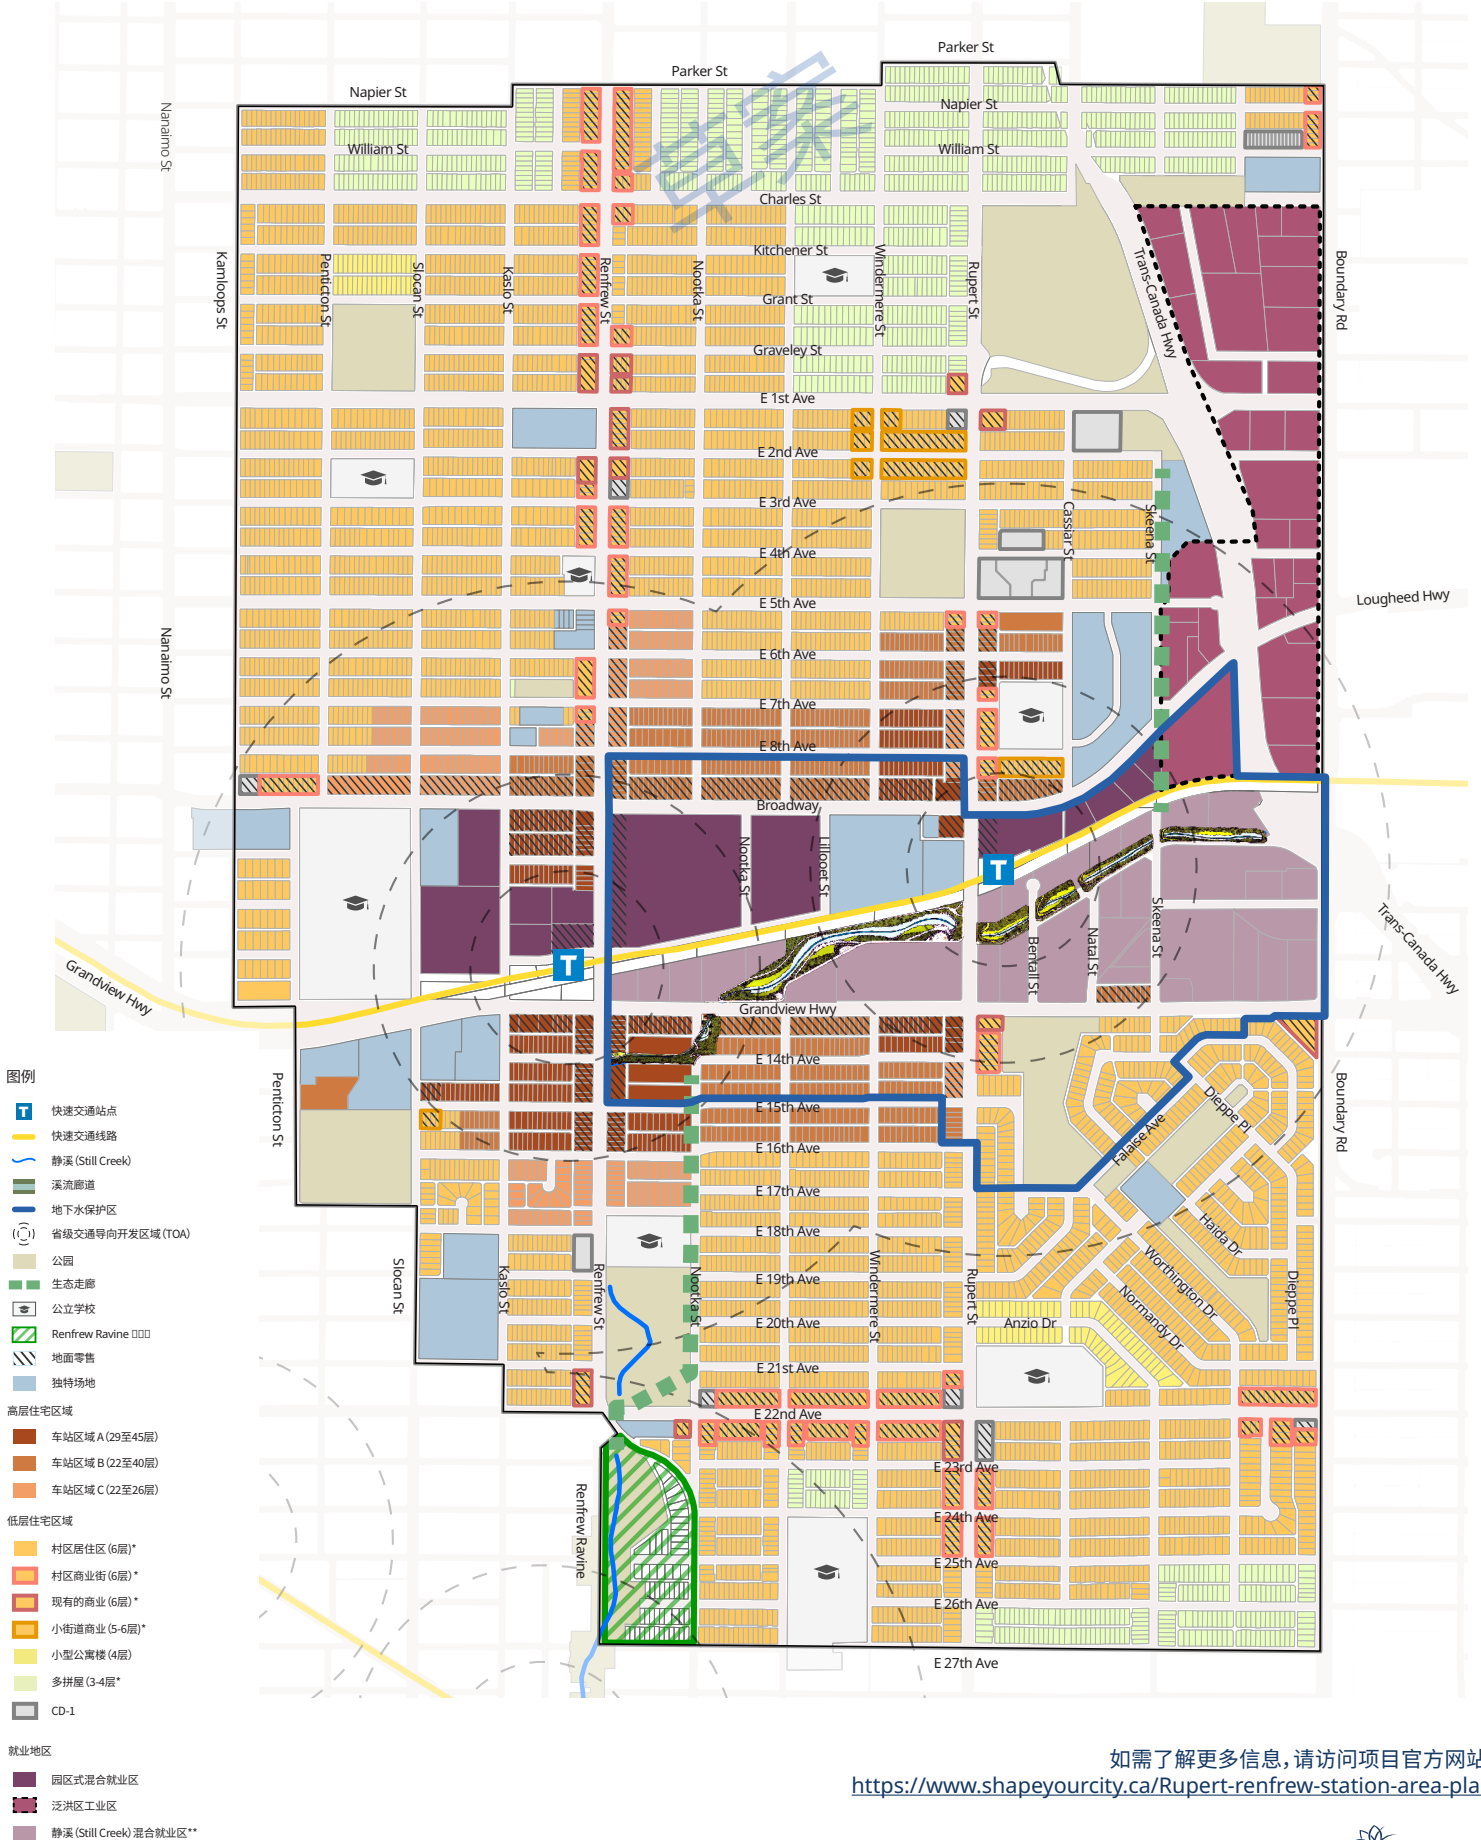 Parker St
Parker St
Napier St
Napier St
William St
William St
草案
Charles St
Kitchener St
Grant St
Graveley St
E 1st Ave
E 2nd Ave
E 3rd Ave
E 4th Ave
E 5th Ave
E 6th Ave
E 7th Ave
E 8th Ave
Broadway
Nanaimo St
Nanaimo St
Kamloops St
Penticton St
Slocan St
Kaslo St
Renfrew St
Nootka St
Windermere St
Rupert St
Trans-Canada Hwy
Boundary Rd
Cassiar St
Skeena St
Lougheed Hwy
Nootka St
Lillooet St
T
T
Bentall St
Natal St
Skeena St
Trans-Canada Hwy
Grandview Hwy
Grandview Hwy
E 14th Ave
E 15th Ave
E 16th Ave
E 17th Ave
E 18th Ave
E 19th Ave
E 20th Ave
E 21st Ave
E 22nd Ave
E 23rd Ave
E 24th Ave
E 25th Ave
E 26th Ave
E 27th Ave
Penticton St
Slocan St
Kaslo St
Renfrew St
Nootka St
Windermere St
Rupert St
Anzio Dr
Falaise Ave
Dieppe Pl
Haida Dr
Worthington Dr
Normandy Dr
Dieppe Pl
Boundary Rd
Renfrew Ravine
图例
T 快速交通站点
快速交通线路
静溪 (Still Creek)
溪流廊道
地下水保护区
省级交通导向开发区域 (TOA)
公园
生态走廊
公立学校
Renfrew Ravine □□□
地面零售
独特场地
高层住宅区域
车站区域 A (29至45层)
车站区域 B (22至40层)
车站区域 C (22至26层)
低层住宅区域
村区居住区 (6层)*
村区商业街 (6层) *
现有的商业 (6层) *
小街道商业 (5-6层)*
小型公寓楼 (4层)
多拼屋 (3-4层*
CD-1
就业地区
园区式混合就业区
泛洪区工业区
静溪 (Still Creek) 混合就业区**
如需了解更多信息，请访问项目官方网站
https://www.shapeyourcity.ca/Rupert-renfrew-station-area-pla